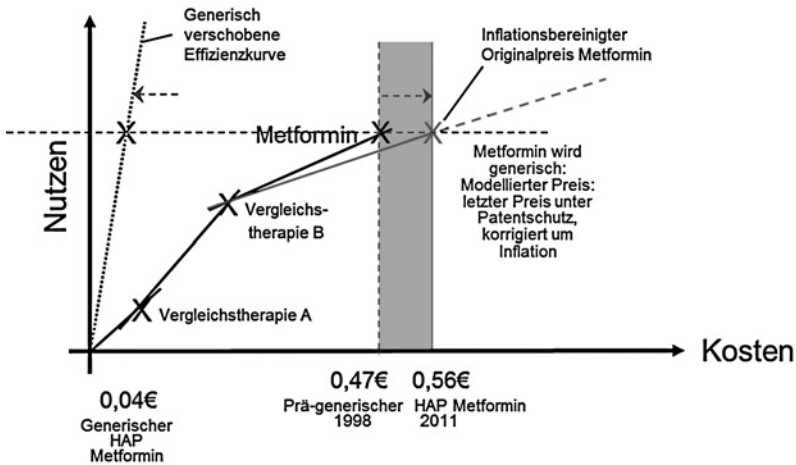 Generisch
verschobene
Effizienzkurve
Inflationsbereinigter
Originalpreis Metformin
Nutzen
Metformin
Metformin wird
generisch:
Modellierter Preis:
letzter Preis unter
Patentschutz,
korrigiert um
Inflation
Vergleichs-
therapie B
Vergleichstherapie A
Kosten
0,04€
Generischer
HAP
Metformin
0,47€
Prä-generischer
1998
0,56€
HAP Metformin
2011